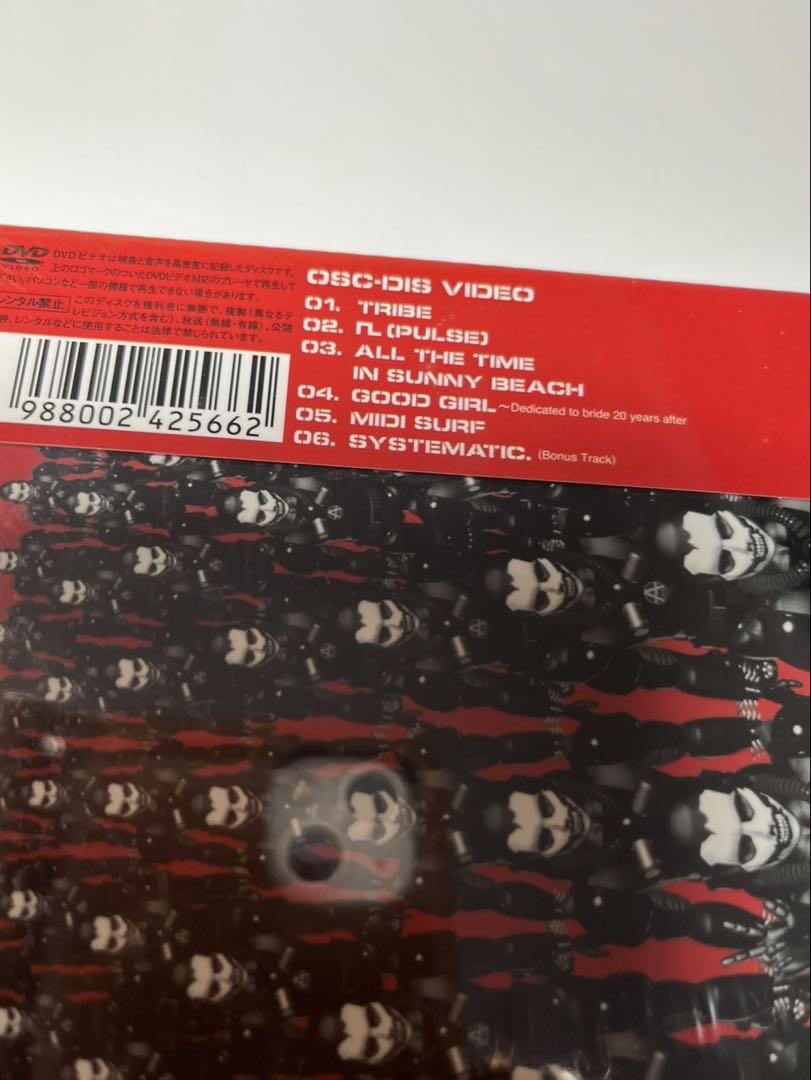 DVD
VIDEO
DVDビデオは映像と音声を高密度に記録したディスクです。
上のロゴマークのついたDVDビデオ対応のプレーヤで再生して
さい。パソコンなど一部の機種で再生できない場合があります。
レンタル禁止 このディスクを権利者に無断で、複製(異なるテ
レビジョン方式を含む)、放送(無線・有線)、公開
映、レンタルなどに使用することは法律で禁じられています。
988002 425662
OSC-DIS VIDEO
01. TRIBE
02. Π (PULSE)
03. ALL THE TIME
IN SUNNY BEACH
04. GOOD GIRL ～Dedicated to bride 20 years after
05. MIDI SURF
06. SYSTEMATIC. (Bonus Track)